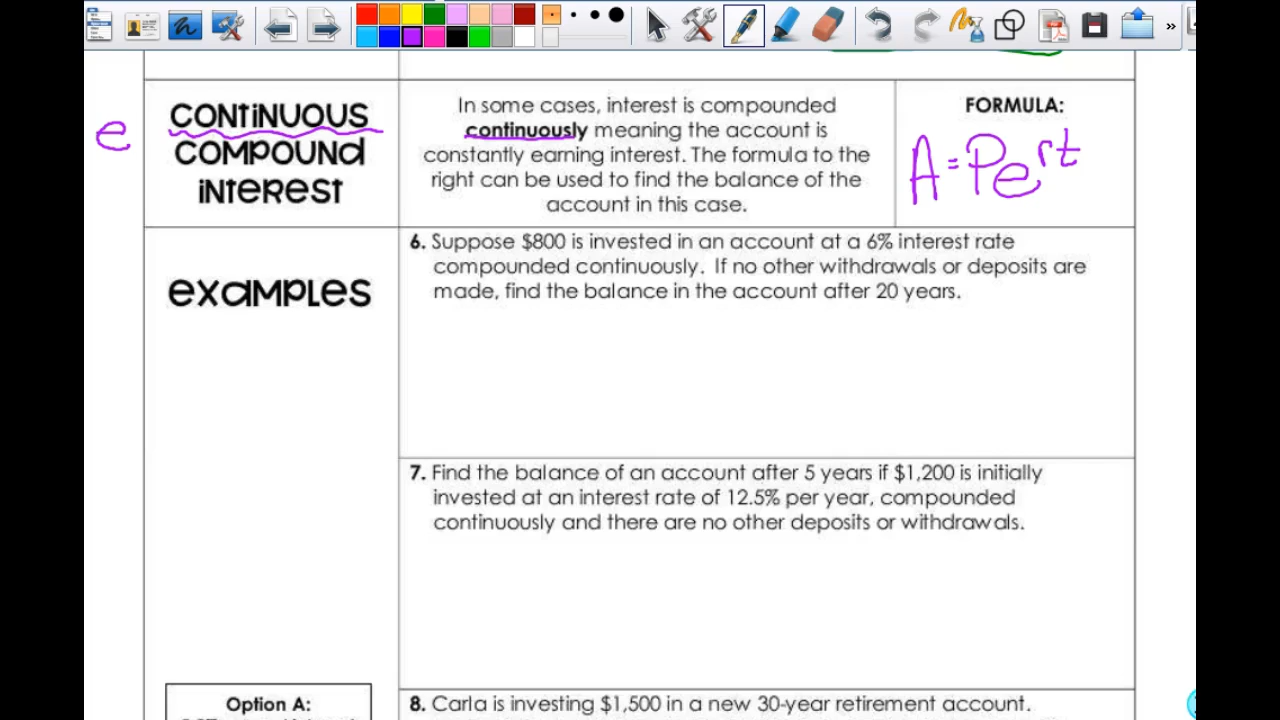 e
CONTINUOUS
COMPOUND
INTEREST
In some cases, interest is compounded
continuously meaning the account is
constantly earning interest. The formula to the
right can be used to find the balance of the
account in this case.
FORMULA:
A=Pe^rt
EXAMPLES
6. Suppose $800 is invested in an account at a 6% interest rate
compounded continuously. If no other withdrawals or deposits are
made, find the balance in the account after 20 years.
7. Find the balance of an account after 5 years if $1,200 is initially
invested at an interest rate of 12.5% per year, compounded
continuously and there are no other deposits or withdrawals.
Option A:
8. Carla is investing $1,500 in a new 30-year retirement account.